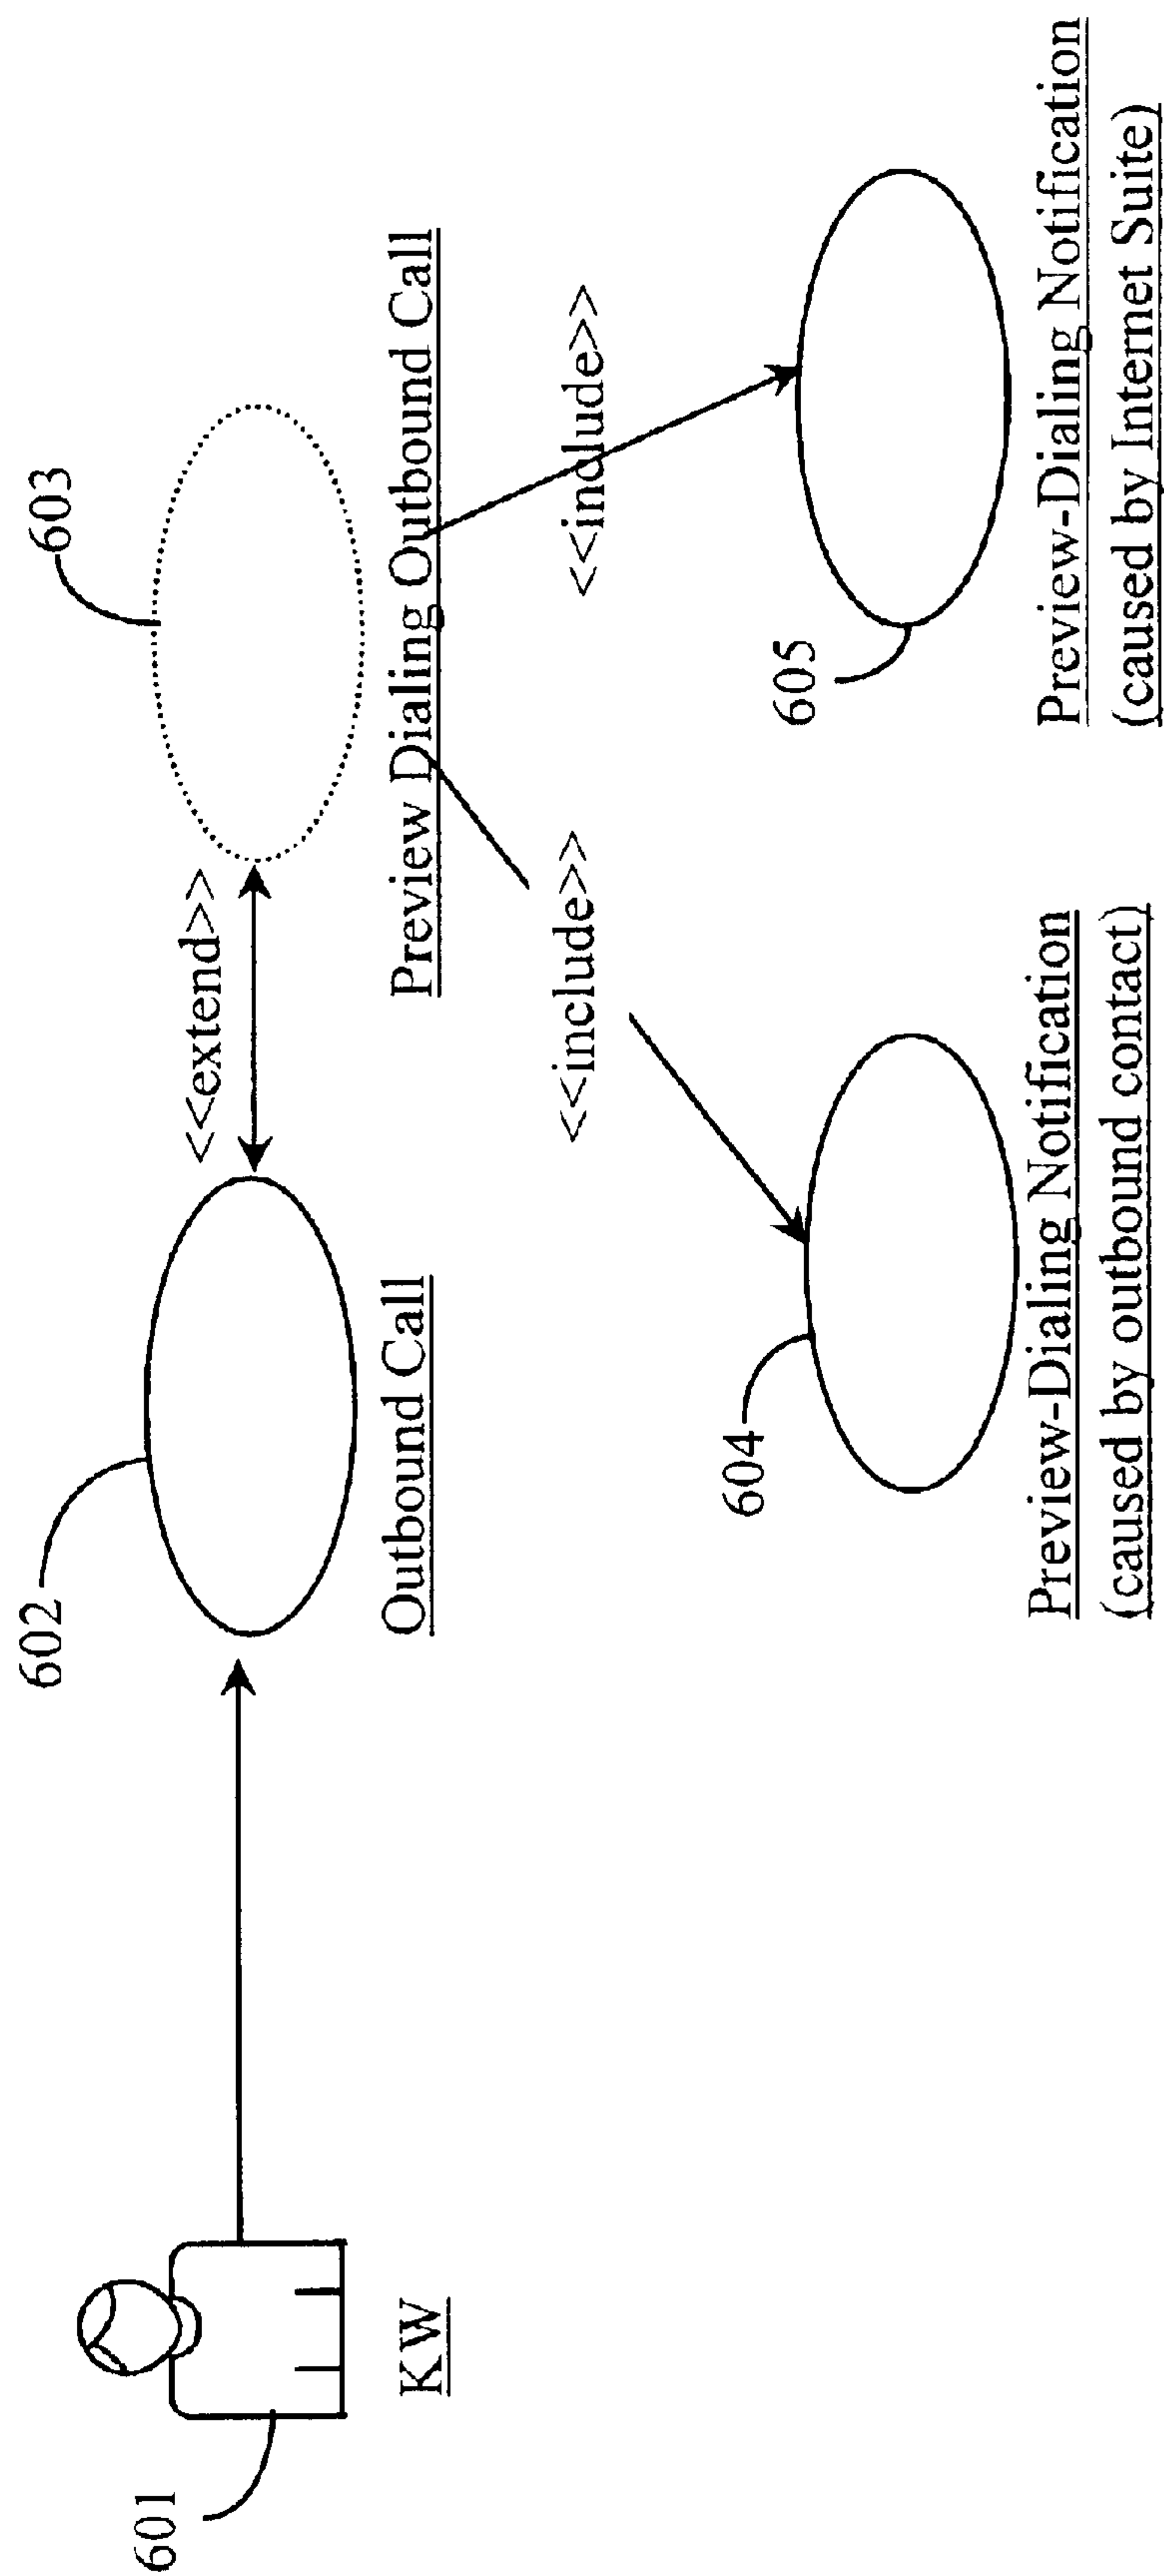 603
602
<<extend>>
601
KW
Outbound Call
Preview Dialing Outbound Call
<<include>>
<<include>>
604
605
Preview-Dialing Notification
(caused by outbound contact)
Preview-Dialing Notification
(caused by Internet Suite)